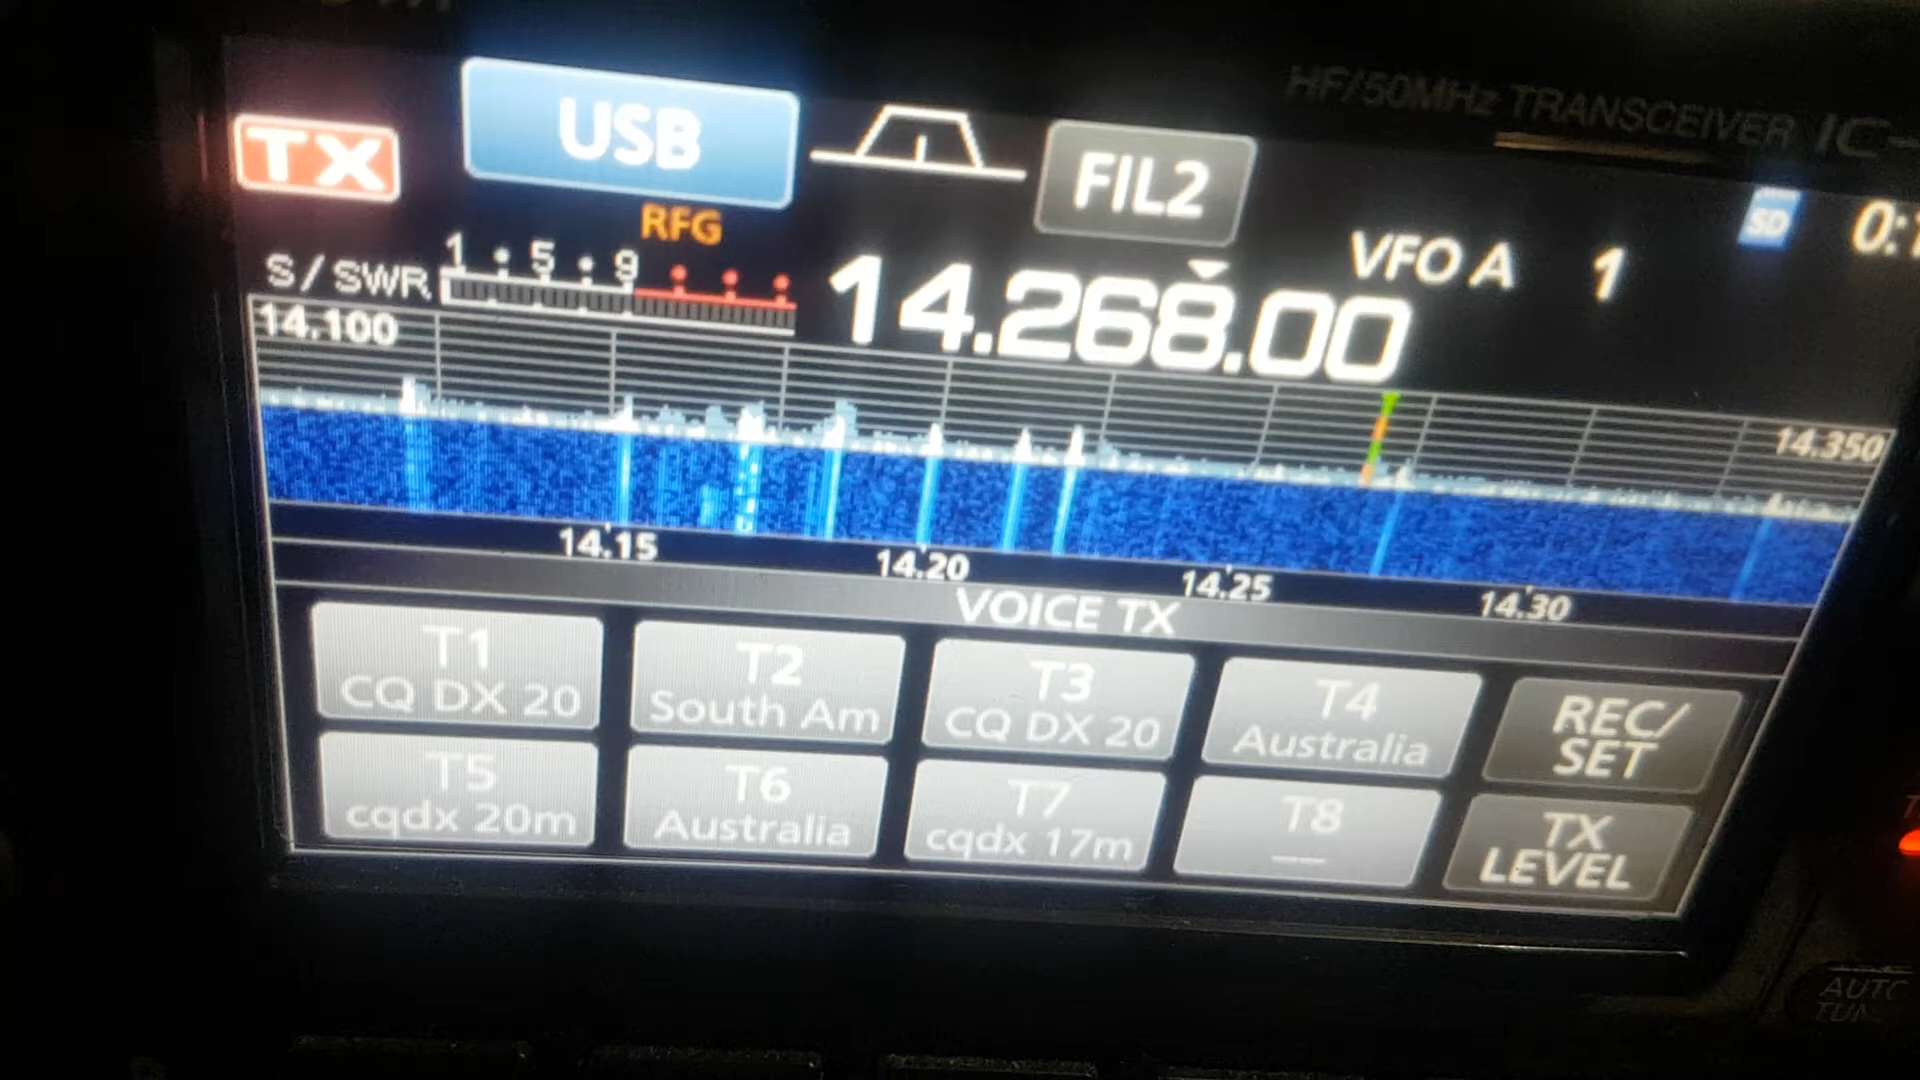 HF/50MHz TRANSCEIVER IC-
TX
USB
FIL2
RFG
VFO A 1
SD
0:
S/SWR 1 • 5 • 9
14.268.00
14.100
14.350
14.15
14.20
14.25
14.30
VOICE TX
T1
CQ DX 20
T2
South Am
T3
CQ DX 20
T4
Australia
REC/
SET
T5
cqdx 20m
T6
Australia
T7
cqdx 17m
T8
--
TX
LEVEL